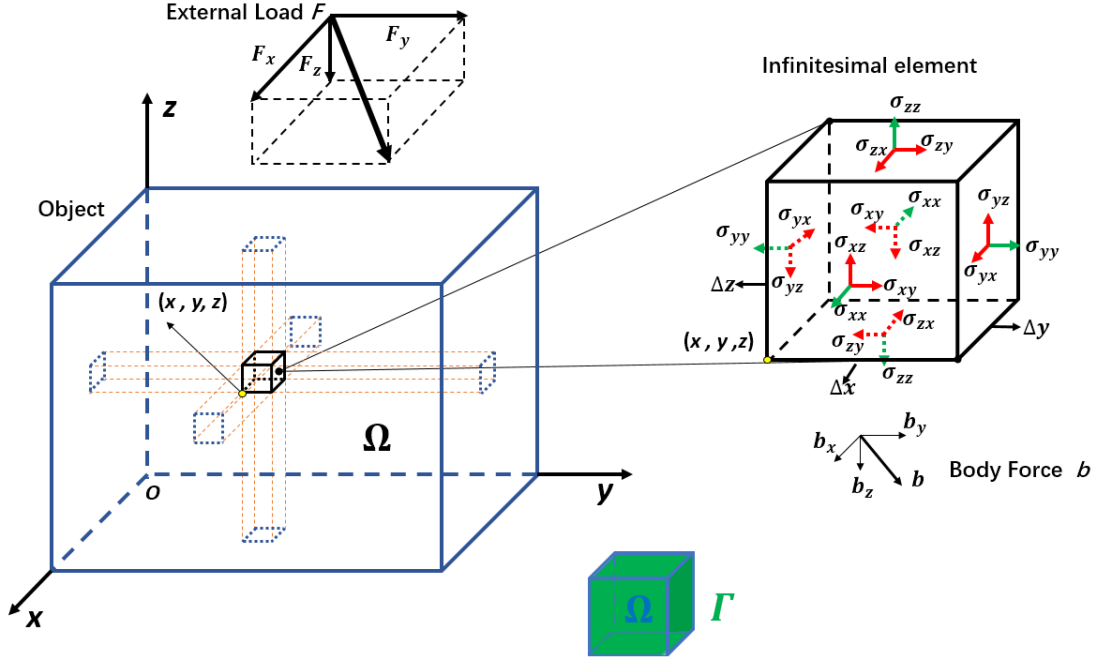 External Load F
F_x
F_y
F_z
z
Object
(x , y, z)
Ω
o
y
x
Infinitesimal element
σ_zz
σ_zx
σ_zy
σ_yx
σ_xy
σ_xx
σ_yz
σ_yy
σ_xz
σ_xz
σ_yy
σ_yz
σ_yx
Δz
σ_xy
σ_xx
σ_zx
Δy
(x , y ,z)
σ_zy
σ_zz
Δx
b_y
b_x
b_z
b
Body Force b
Ω
Γ